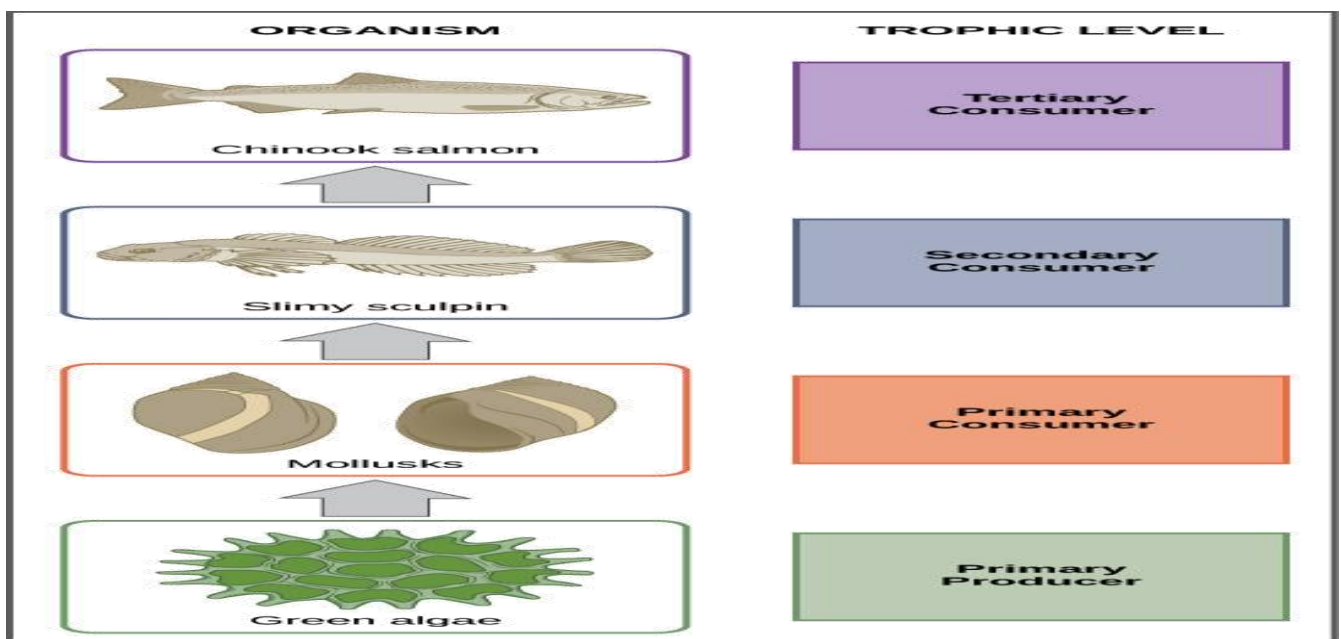 ORGANISM
TROPHIC LEVEL
Chinook salmon
Tertiary
Consumer
Slimy sculpin
Secondary
Consumer
Mollusks
Primary
Consumer
Green algae
Primary
Producer